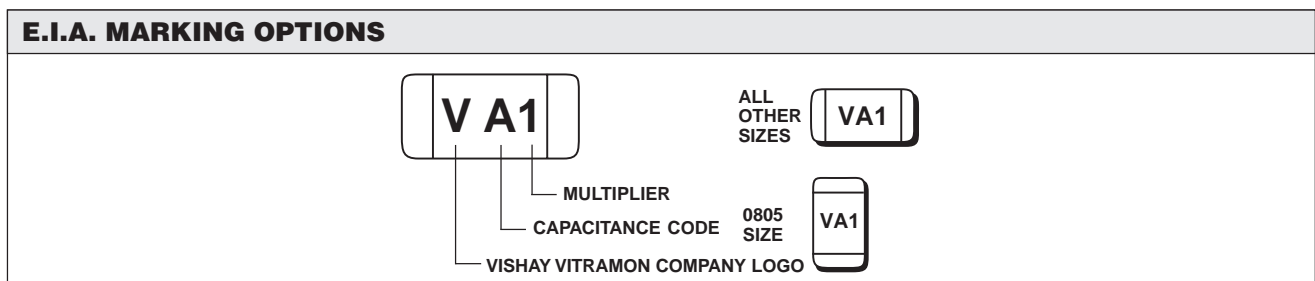 E.I.A. MARKING OPTIONS
V A1
MULTIPLIER
CAPACITANCE CODE
VISHAY VITRAMON COMPANY LOGO
ALL
OTHER
SIZES
VA1
0805
SIZE
VA1